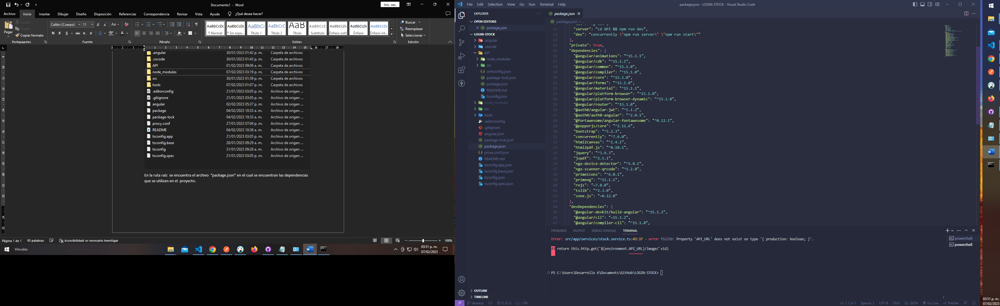 Documento1 - Word
Inic. ses.
Archivo Inicio Insertar Dibujar Diseño Disposición Referencias Correspondencia Revisar Vista Ayuda ¿Qué desea hacer?
Pegar
Cortar
Copiar
Copiar formato
Calibri (Cuerpo) 11
Portapapeles Fuente Párrafo Estilos Edición
AaBbCcDc AaBbCcDc AaBbCc AaBbCcD AaB AaBbCcD AaBbCcDc AaBbCcDc AaBbCcDc
¶ Normal ¶ Sin espa... Título 1 Título 2 Título Subtítulo Énfasis sutil Énfasis Énfasis int...
Buscar
Reemplazar
Seleccionar
.angular 30/01/2023 01:42 p. m. Carpeta de archivos
.vscode 30/01/2023 01:43 p. m. Carpeta de archivos
API 01/02/2023 09:06 a. m. Carpeta de archivos
node_modules 07/02/2023 03:19 p. m. Carpeta de archivos
src 30/01/2023 01:59 p. m. Carpeta de archivos
tools 07/02/2023 01:07 p. m. Carpeta de archivos
.editorconfig 21/01/2023 03:05 p. m. Archivo de origen ...
.gitignore 21/01/2023 03:05 p. m. Archivo de origen ...
angular 02/02/2023 05:37 p. m. Archivo de origen ...
package 04/02/2023 10:33 a. m. Archivo de origen ...
package-lock 04/02/2023 10:33 a. m. Archivo de origen ...
proxy.conf 27/01/2023 07:04 p. m. Archivo de origen ...
README 04/02/2023 10:38 a. m. Archivo de origen ...
tsconfig.app 21/01/2023 03:05 p. m. Archivo de origen ...
tsconfig.base 28/01/2023 09:29 a. m. Archivo de origen ...
tsconfig 31/01/2023 09:28 a. m. Archivo de origen ...
tsconfig.spec 21/01/2023 03:05 p. m. Archivo de origen ...
En la ruta raíz se encuentra el archivo “package.json” en el cual se encuentran las dependencias
que se utilizan en el proyecto.
Página 1 de 1 95 palabras Accesibilidad: es necesario investigar 100%
Vínculos
03:51 p. m.
07/02/2023
File Edit Selection View Go Run Terminal Help
package.json - LOGIN-STOCK - Visual Studio Code
EXPLORER
OPEN EDITORS
package.json
LOGIN-STOCK
.angular
.vscode
API
node_modules
src
ormconfig.json
package-lock.json
package.json
README.md
tsconfig.json
node_modules
src
tools
.editorconfig
.gitignore
angular.json
package-lock.json
package.json
proxy.conf.json
README.md
tsconfig.app.json
tsconfig.base.json
tsconfig.json
tsconfig.spec.json
OUTLINE
TIMELINE
package.json
package.json > ...
11 "server": "cd API && npm run dev",
12 "dev": "concurrently \"npm run server\" \"npm run start\""
13 },
14 "private": true,
15 "dependencies": {
16 "@angular/animations": "^15.1.1",
17 "@angular/cdk": "^15.1.1",
18 "@angular/common": "^15.1.0",
19 "@angular/compiler": "^15.1.0",
20 "@angular/core": "^15.1.0",
21 "@angular/forms": "^15.1.0",
22 "@angular/material": "^15.1.1",
23 "@angular/platform-browser": "^15.1.0",
24 "@angular/platform-browser-dynamic": "^15.1.0",
25 "@angular/router": "^15.1.0",
26 "@auth0/angular-jwt": "^5.1.2",
27 "@auth0/auth0-angular": "^2.0.1",
28 "@fortawesome/angular-fontawesome": "^0.12.1",
29 "@popperjs/core": "^2.11.6",
30 "bootstrap": "^5.2.3",
31 "concurrently": "^7.6.0",
32 "html2canvas": "^1.4.1",
33 "html2pdf.js": "^0.10.1",
34 "jquery": "^3.6.3",
35 "jspdf": "^2.5.1",
36 "ngx-device-detector": "^5.0.1",
37 "ngx-scanner-qrcode": "^1.2.0",
38 "primeicons": "^6.0.1",
39 "primeng": "^15.1.1",
40 "rxjs": "~7.8.0",
41 "tslib": "^2.3.0",
42 "zone.js": "~0.12.0"
43 },
44 "devDependencies": {
45 "@angular-devkit/build-angular": "^15.1.2",
46 "@angular/cli": "~15.1.2",
47 "@angular/compiler-cli": "^15.1.0",
PROBLEMS OUTPUT DEBUG CONSOLE TERMINAL
Error: src/app/services/stock.service.ts:43:37 - error TS2339: Property 'API_URL' does not exist on type '{ production: boolean; }'.
43 return this.http.get(`${environment.API_URL}/image/`+id)
~~~~~~~
PS C:\Users\Desarrollo 6\Documents\GitHub\LOGIN-STOCK>
powershell
powershell
develop 0 0 {..} : 156
Ln 1, Col 1 Spaces: 2 UTF-8 CRLF JSON Go Live Prettier
03:51 p. m.
07/02/2023